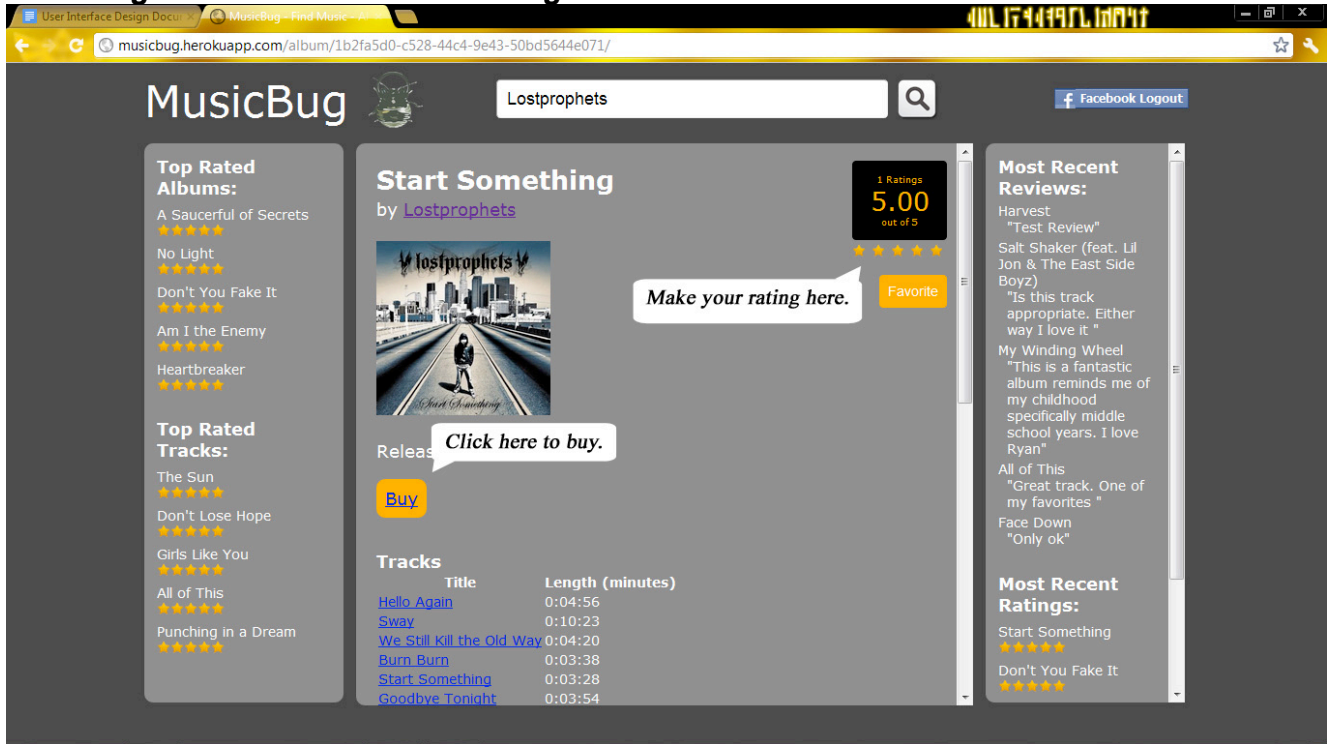 User Interface Design Docu
MusicBug - Find Music
musicbug.herokuapp.com/album/1b2fa5d0-c528-44c4-9e43-50bd5644e071/
MusicBug
Lostprophets
Facebook Logout
Top Rated
Albums:
A Saucerful of Secrets
No Light
Don't You Fake It
Am I the Enemy
Heartbreaker
Top Rated
Tracks:
The Sun
Don't Lose Hope
Girls Like You
All of This
Punching in a Dream
Start Something
by Lostprophets
lostprophets
Start Something
1 Ratings
5.00
out of 5
Make your rating here.
Favorite
Click here to buy.
Releas
Buy
Tracks
Title Length (minutes)
Hello Again 0:04:56
Sway 0:10:23
We Still Kill the Old Way 0:04:20
Burn Burn 0:03:38
Start Something 0:03:28
Goodbye Tonight 0:03:54
Most Recent
Reviews:
Harvest
"Test Review"
Salt Shaker (feat. Lil
Jon & The East Side
Boyz)
"Is this track
appropriate. Either
way I love it "
My Winding Wheel
"This is a fantastic
album reminds me of
my childhood
specifically middle
school years. I love
Ryan"
All of This
"Great track. One of
my favorites "
Face Down
"Only ok"
Most Recent
Ratings:
Start Something
Don't You Fake It